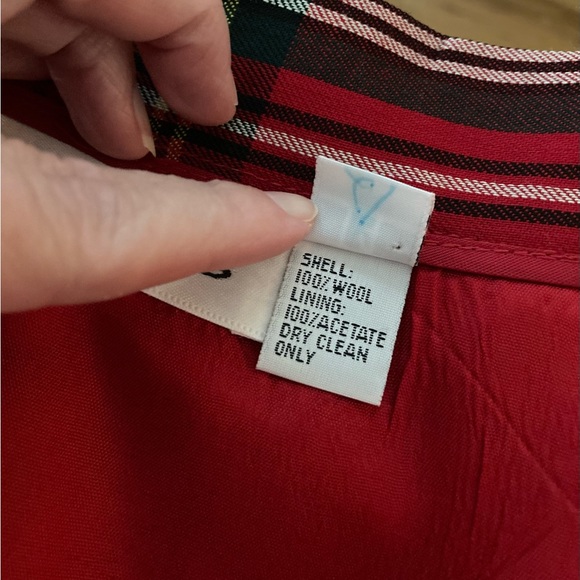 SHELL:
100% WOOL
LINING:
100% ACETATE
DRY CLEAN
ONLY